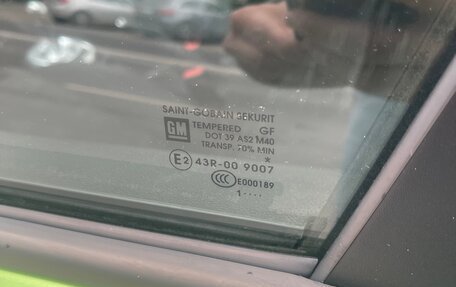 SAINT-GOBAIN SEKURIT
GM TEMPERED GF
DOT 39 AS2 M40
TRANSP. 70% MIN
*
E2 43R-00 9007
CCC E000189
1 ····